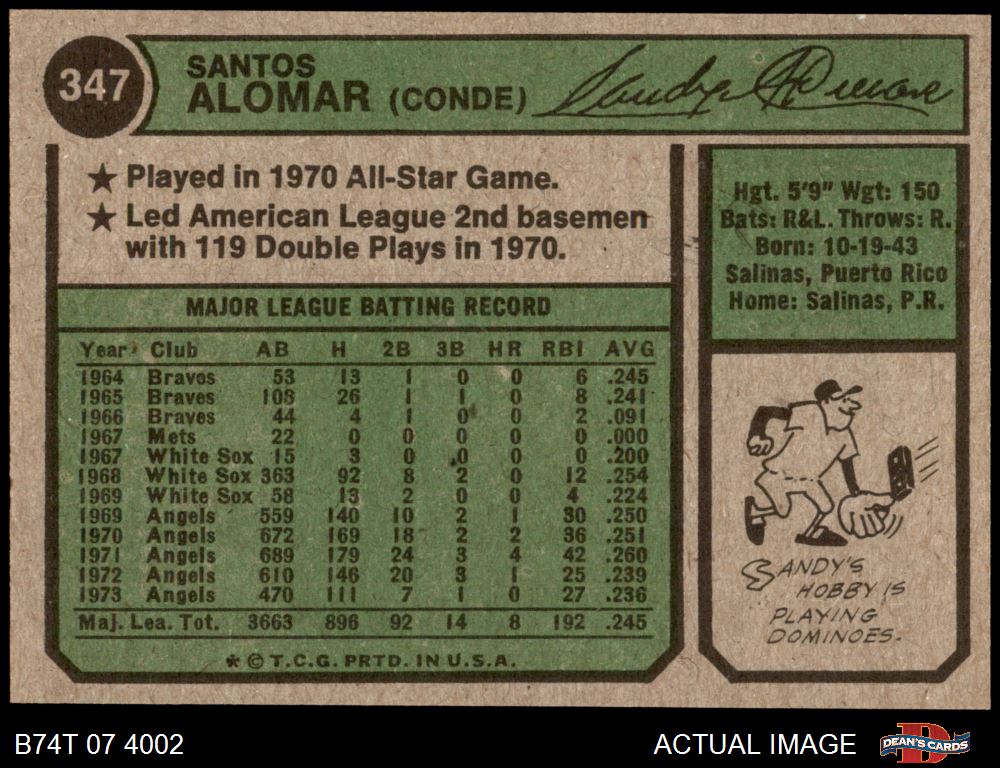 347
SANTOS
ALOMAR (CONDE)
Sandy Alomar
★ Played in 1970 All-Star Game.
★ Led American League 2nd basemen
with 119 Double Plays in 1970.
Hgt. 5'9" Wgt: 150
Bats: R&L. Throws: R.
Born: 10-19-43
Salinas, Puerto Rico
Home: Salinas, P.R.
MAJOR LEAGUE BATTING RECORD
Year Club AB H 2B 3B HR RBI AVG
1964 Braves 53 13 1 0 0 6 .245
1965 Braves 108 26 1 1 0 8 .241
1966 Braves 44 4 1 0 0 2 .091
1967 Mets 22 0 0 0 0 0 .000
1967 White Sox 15 3 0 0 0 0 .200
1968 White Sox 363 92 8 2 0 12 .254
1969 White Sox 58 13 2 0 0 4 .224
1969 Angels 559 140 10 2 1 30 .250
1970 Angels 672 169 18 2 2 36 .251
1971 Angels 689 179 24 3 4 42 .260
1972 Angels 610 146 20 3 1 25 .239
1973 Angels 470 111 7 1 0 27 .236
Maj. Lea. Tot. 3663 896 92 14 8 192 .245
★ © T.C.G. PRTD. IN U.S.A.
SANDY'S
HOBBY IS
PLAYING
DOMINOES.
B74T 07 4002
ACTUAL IMAGE
D
DEAN'S CARDS